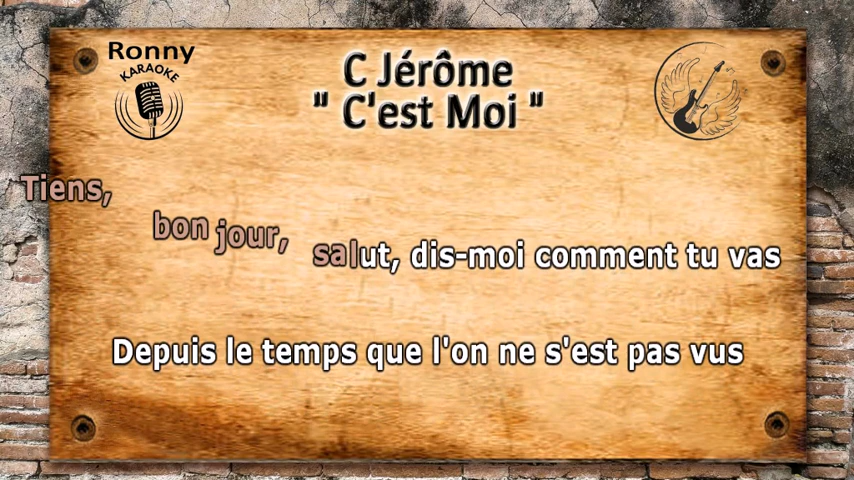 Ronny
KARAOKE
C Jérôme
" C'est Moi "
Tiens, bon jour, salut, dis-moi comment tu vas
Depuis le temps que l'on ne s'est pas vus